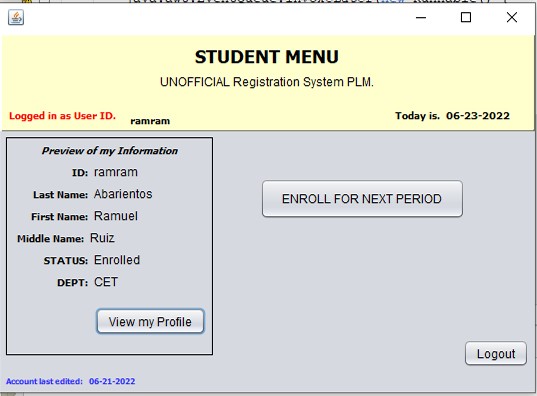 STUDENT MENU
UNOFFICIAL Registration System PLM.
Logged in as User ID. ramram Today is. 06-23-2022
Preview of my Information
ID: ramram
Last Name: Abarientos
First Name: Ramuel
Middle Name: Ruiz
STATUS: Enrolled
DEPT: CET
View my Profile
ENROLL FOR NEXT PERIOD
Logout
Account last edited: 06-21-2022